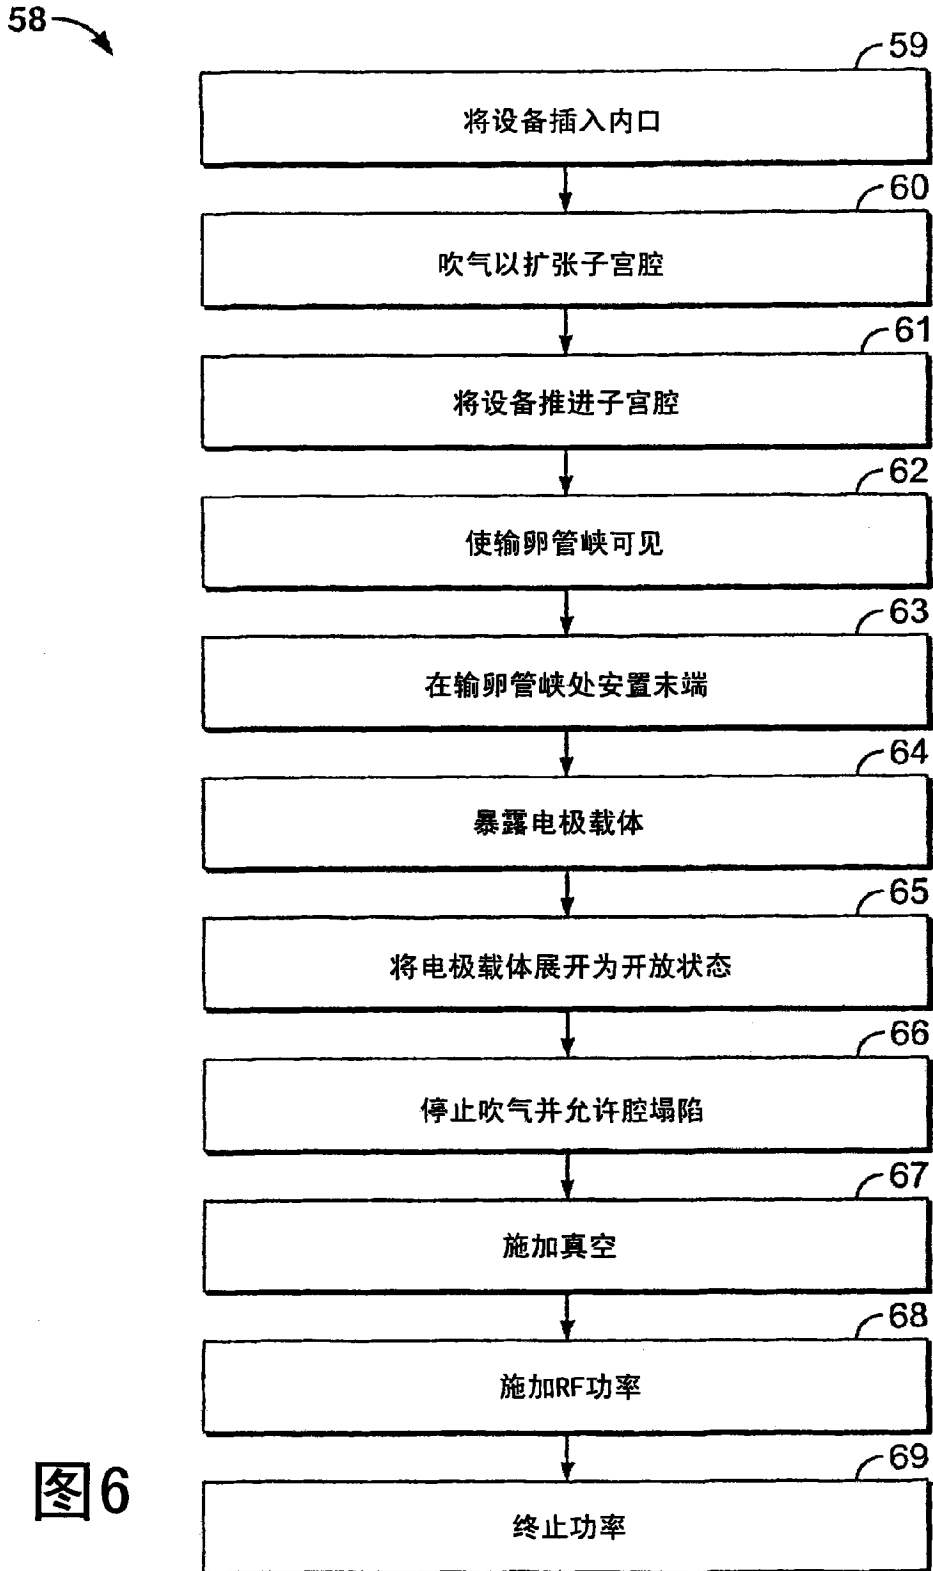 58
59
将设备插入内口
60
吹气以扩张子宫腔
61
将设备推进子宫腔
62
使输卵管峡可见
63
在输卵管峡处安置末端
64
暴露电极载体
65
将电极载体展开为开放状态
66
停止吹气并允许腔塌陷
67
施加真空
68
施加RF功率
69
终止功率
图6